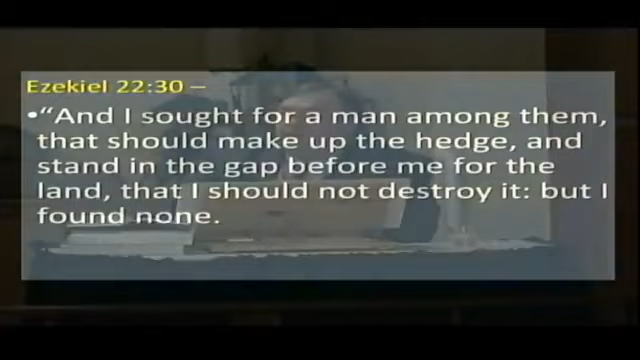 Ezekiel 22:30 –
•“And I sought for a man among them,
that should make up the hedge, and
stand in the gap before me for the
land, that I should not destroy it: but I
found none.